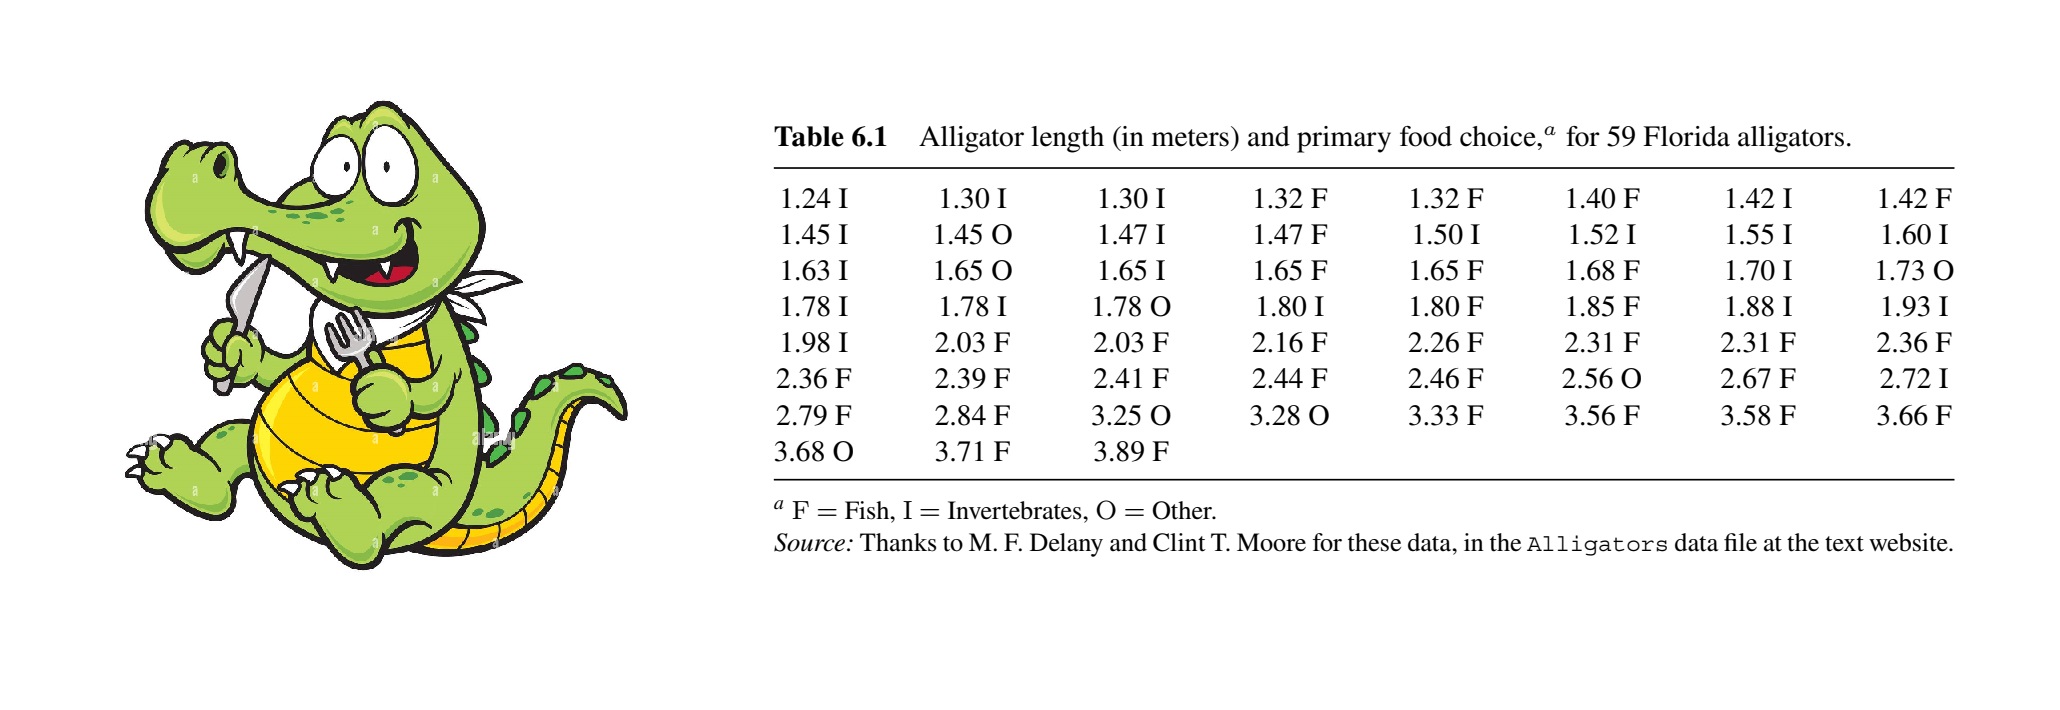 Table 6.1 Alligator length (in meters) and primary food choice,a for 59 Florida alligators.
1.24 I 1.30 I 1.30 I 1.32 F 1.32 F 1.40 F 1.42 I 1.42 F
1.45 I 1.45 O 1.47 I 1.47 F 1.50 I 1.52 I 1.55 I 1.60 I
1.63 I 1.65 O 1.65 I 1.65 F 1.65 F 1.68 F 1.70 I 1.73 O
1.78 I 1.78 I 1.78 O 1.80 I 1.80 F 1.85 F 1.88 I 1.93 I
1.98 I 2.03 F 2.03 F 2.16 F 2.26 F 2.31 F 2.31 F 2.36 F
2.36 F 2.39 F 2.41 F 2.44 F 2.46 F 2.56 O 2.67 F 2.72 I
2.79 F 2.84 F 3.25 O 3.28 O 3.33 F 3.56 F 3.58 F 3.66 F
3.68 O 3.71 F 3.89 F
a F = Fish, I = Invertebrates, O = Other.
Source: Thanks to M. F. Delany and Clint T. Moore for these data, in the Alligators data file at the text website.